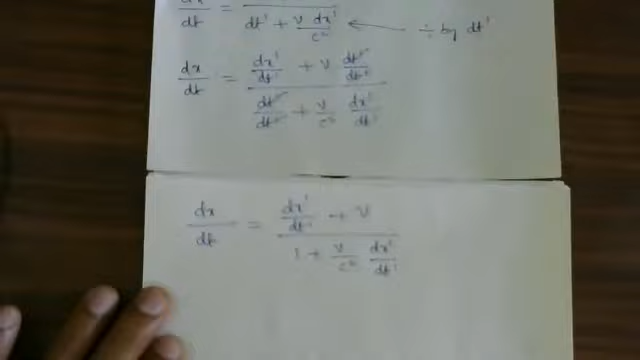 dx/dt = / (dt' + v dx'/c²) ← ÷ by dt'
dx/dt = (dx'/dt' + v dt'/dt') / (dt'/dt' + v/c² dx'/dt')
dx/dt = (dx'/dt' + v) / (1 + v/c² dx'/dt')